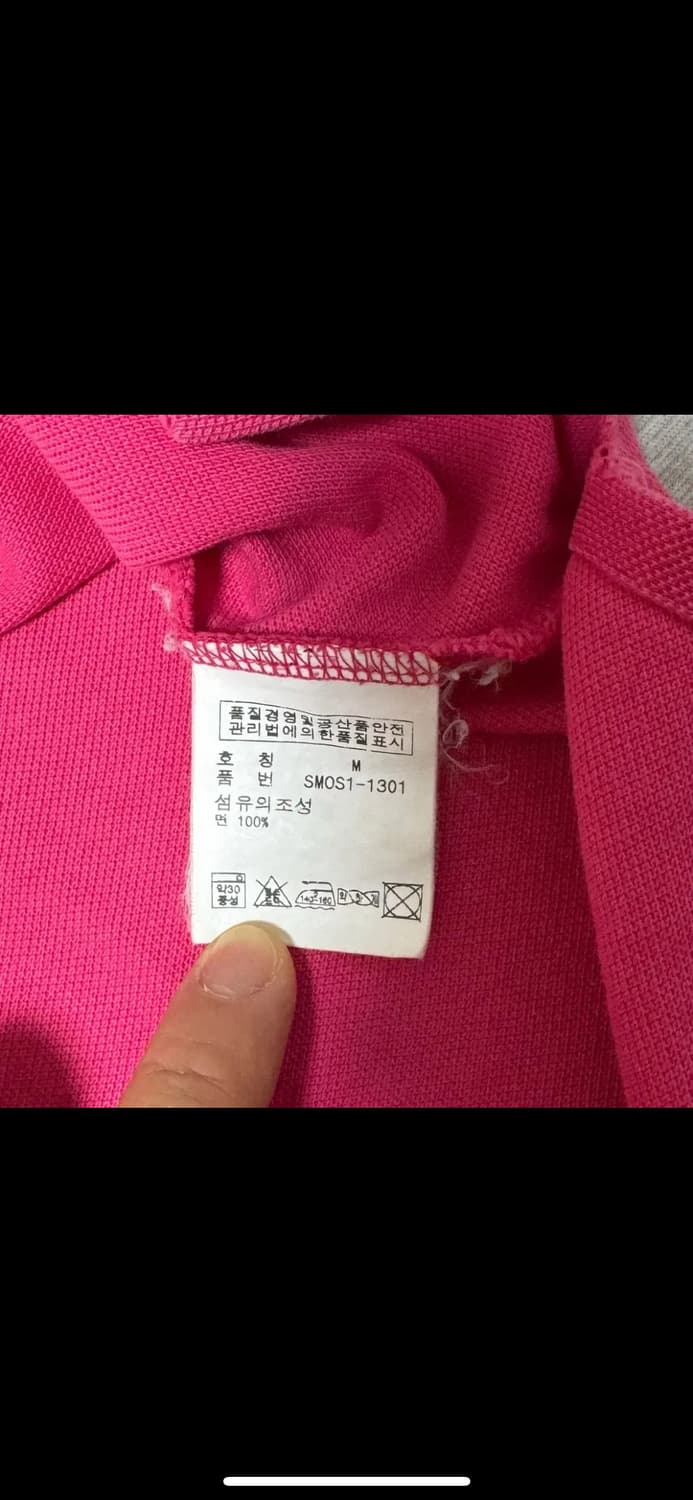 품질경영및공산품안전
관리법에의한품질표시
호 칭 M
품 번 SMOS1-1301
섬유의조성
면 100%
약30
중성
140-160